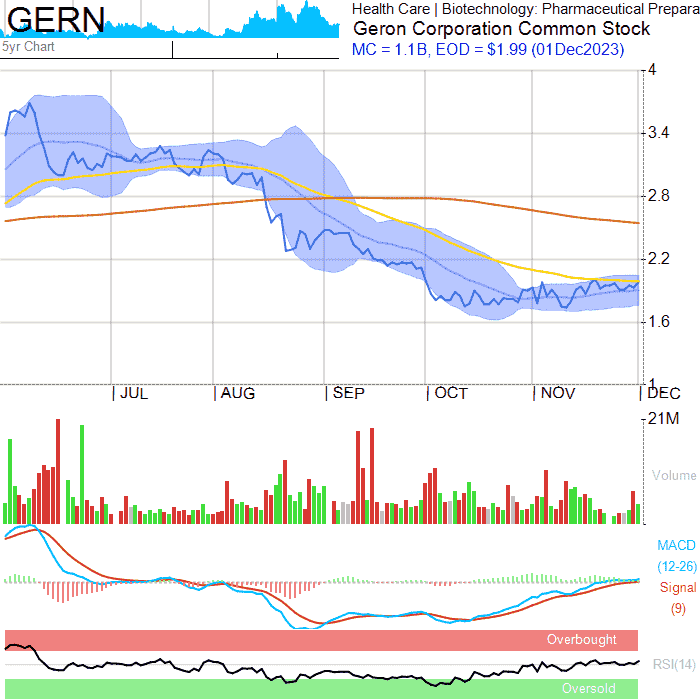 GERN
5yr Chart
Health Care | Biotechnology: Pharmaceutical Prepara
Geron Corporation Common Stock
MC = 1.1B, EOD = $1.99 (01Dec2023)
4
3.4
2.8
2.2
1.6
1
JUL AUG SEP OCT NOV DEC
21M
Volume
MACD
(12-26)
Signal
(9)
Overbought
RSI(14)
Oversold